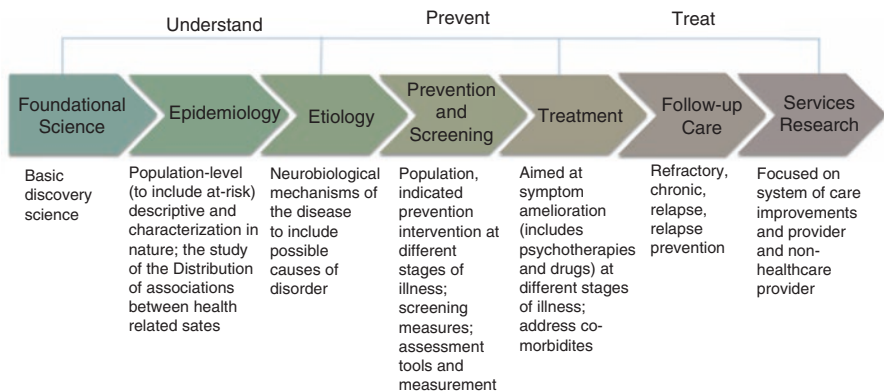 Understand
Prevent
Treat
Foundational
Science
Epidemiology
Etiology
Prevention
and
Screening
Treatment
Follow-up
Care
Services
Research
Basic
discovery
science
Population-level
(to include at-risk)
descriptive and
characterization in
nature; the study
of the Distribution
of associations
between health
related sates
Neurobiological
mechanisms of
the disease
to include
possible
causes of
disorder
Population,
indicated
prevention
intervention at
different
stages of
illness;
screening
measures;
assessment
tools and
measurement
Aimed at
symptom
amelioration
(includes
psychotherapies
and drugs) at
different stages
of illness;
address co-
morbidites
Refractory,
chronic,
relapse,
relapse
prevention
Focused on
system of care
improvements
and provider
and non-
healthcare
provider